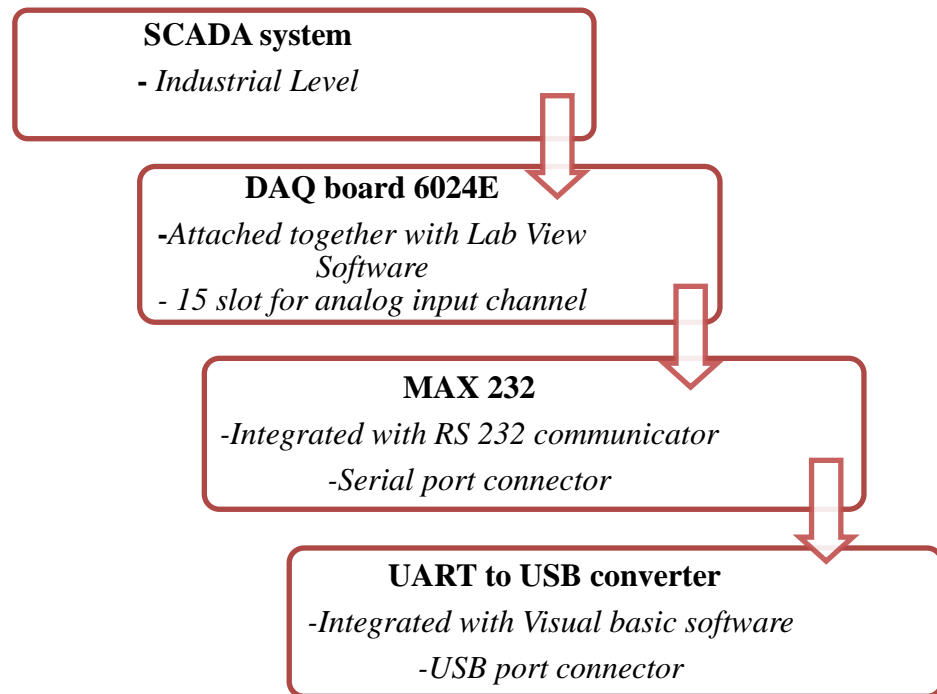 SCADA system
- Industrial Level
DAQ board 6024E
-Attached together with Lab View
Software
- 15 slot for analog input channel
MAX 232
-Integrated with RS 232 communicator
-Serial port connector
UART to USB converter
-Integrated with Visual basic software
-USB port connector